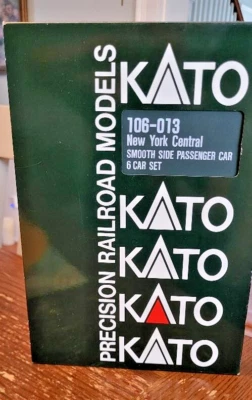 PRECISION RAILROAD MODELS
KATO
106-013
New York Central
SMOOTH SIDE PASSENGER CAR
6 CAR SET
KATO
KATO
KATO
KATO